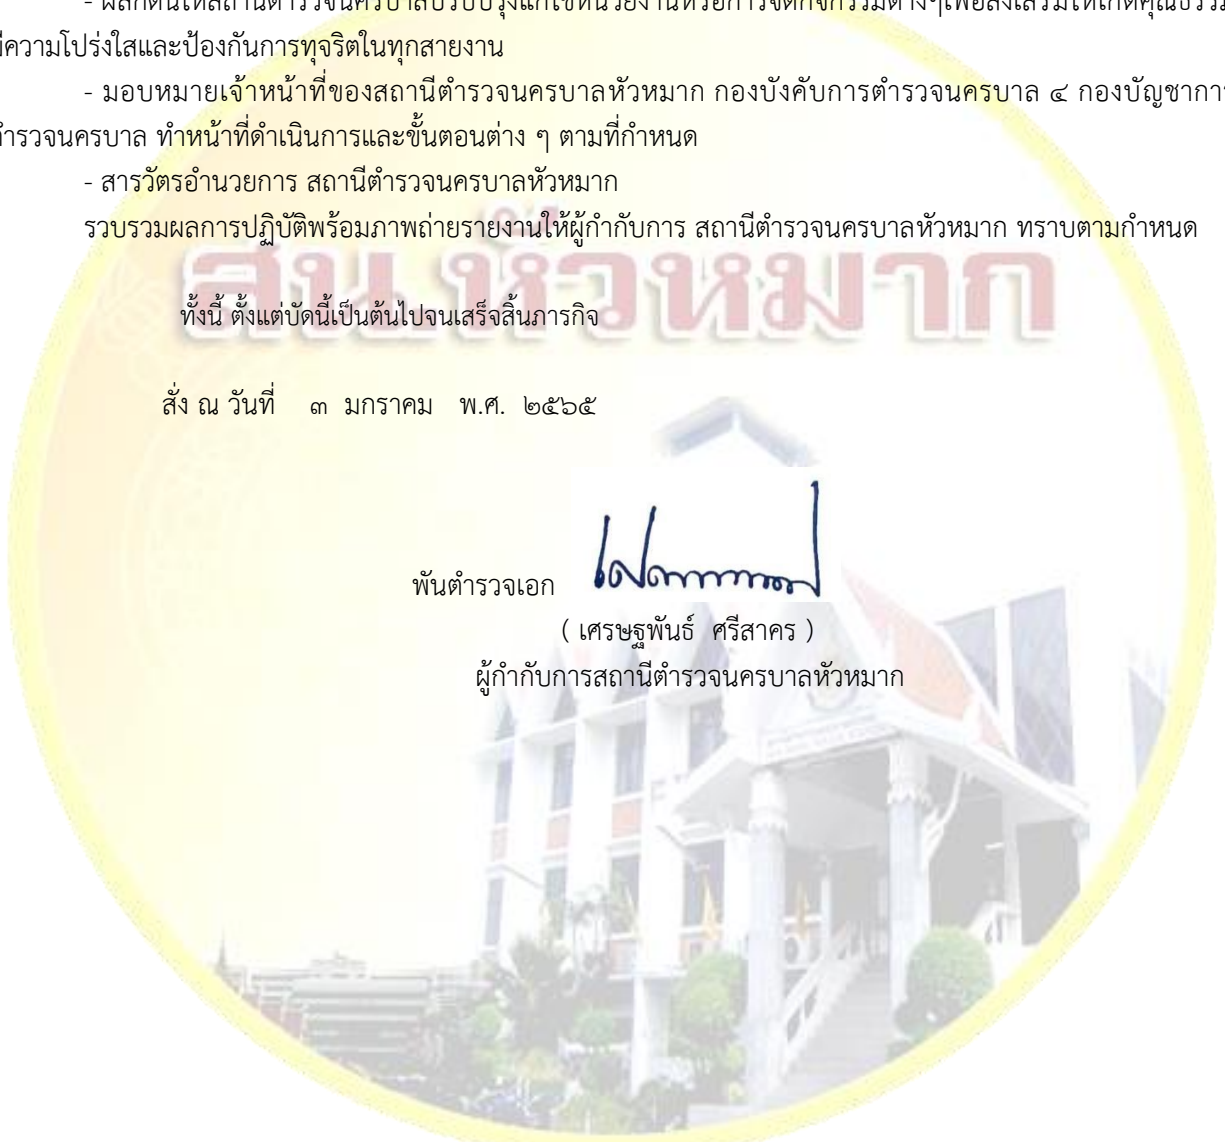 - ผลักดันให้สถานีตำรวจนครบาลปรับปรุงแก้ไขหน่วยงานหรือการจัดกิจกรรมต่างๆเพื่อส่งเสริมให้เกิดคุณธรรม
มีความโปร่งใสและป้องกันการทุจริตในทุกสายงาน
- มอบหมายเจ้าหน้าที่ของสถานีตำรวจนครบาลหัวหมาก กองบังคับการตำรวจนครบาล ๔ กองบัญชาการ
ตำรวจนครบาล ทำหน้าที่ดำเนินการและขั้นตอนต่าง ๆ ตามที่กำหนด
- สารวัตรอำนวยการ สถานีตำรวจนครบาลหัวหมาก
รวบรวมผลการปฏิบัติพร้อมภาพถ่ายรายงานให้ผู้กำกับการ สถานีตำรวจนครบาลหัวหมาก ทราบตามกำหนด
สน.หัวหมาก
ทั้งนี้ ตั้งแต่บัดนี้เป็นต้นไปจนเสร็จสิ้นภารกิจ
สั่ง ณ วันที่ ๓ มกราคม พ.ศ. ๒๕๖๕
พันตำรวจเอก
( เศรษฐพันธ์ ศรีสาคร )
ผู้กำกับการสถานีตำรวจนครบาลหัวหมาก